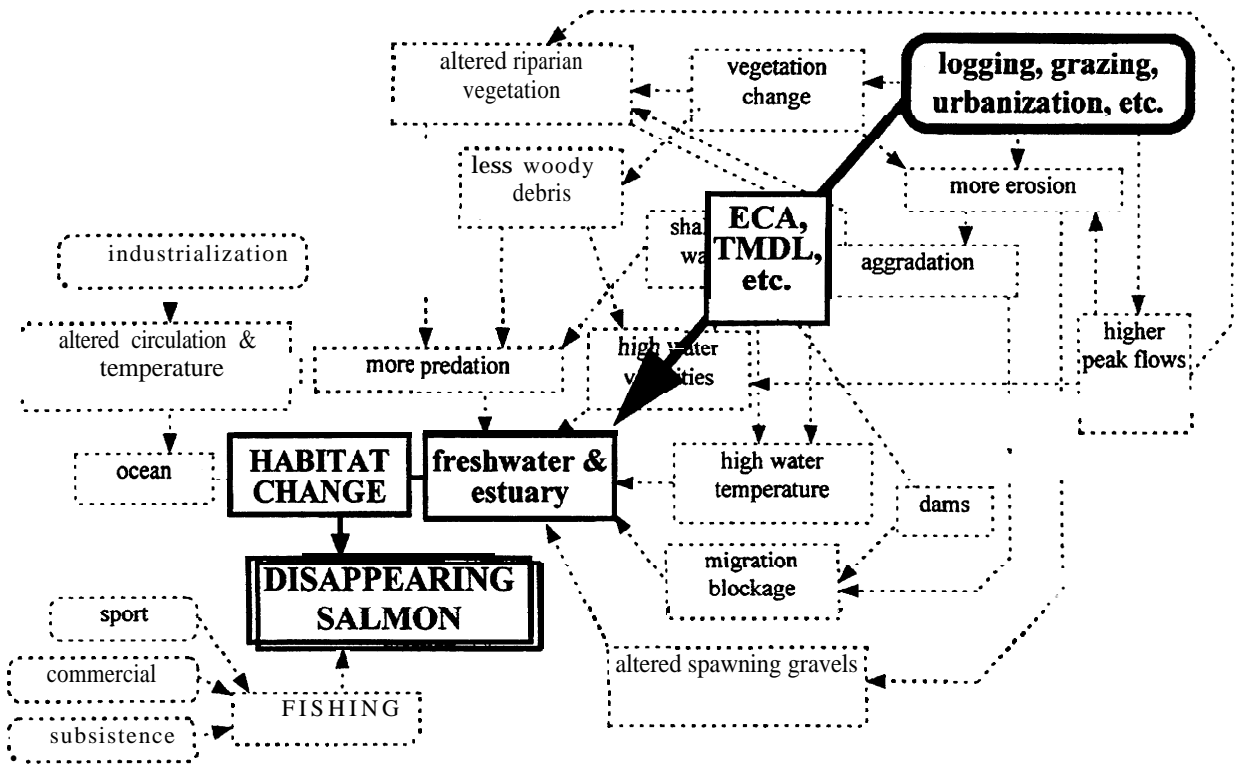 altered riparian
vegetation
vegetation
change
logging, grazing,
urbanization, etc.
less woody
debris
more erosion
ECA,
TMDL,
etc.
aggradation
industrialization
altered circulation &
temperature
more predation
high water
higher
peak flows
ocean
HABITAT
CHANGE
freshwater &
estuary
high water
temperature
dams
migration
blockage
DISAPPEARING
SALMON
sport
commercial
subsistence
FISHING
altered spawning gravels